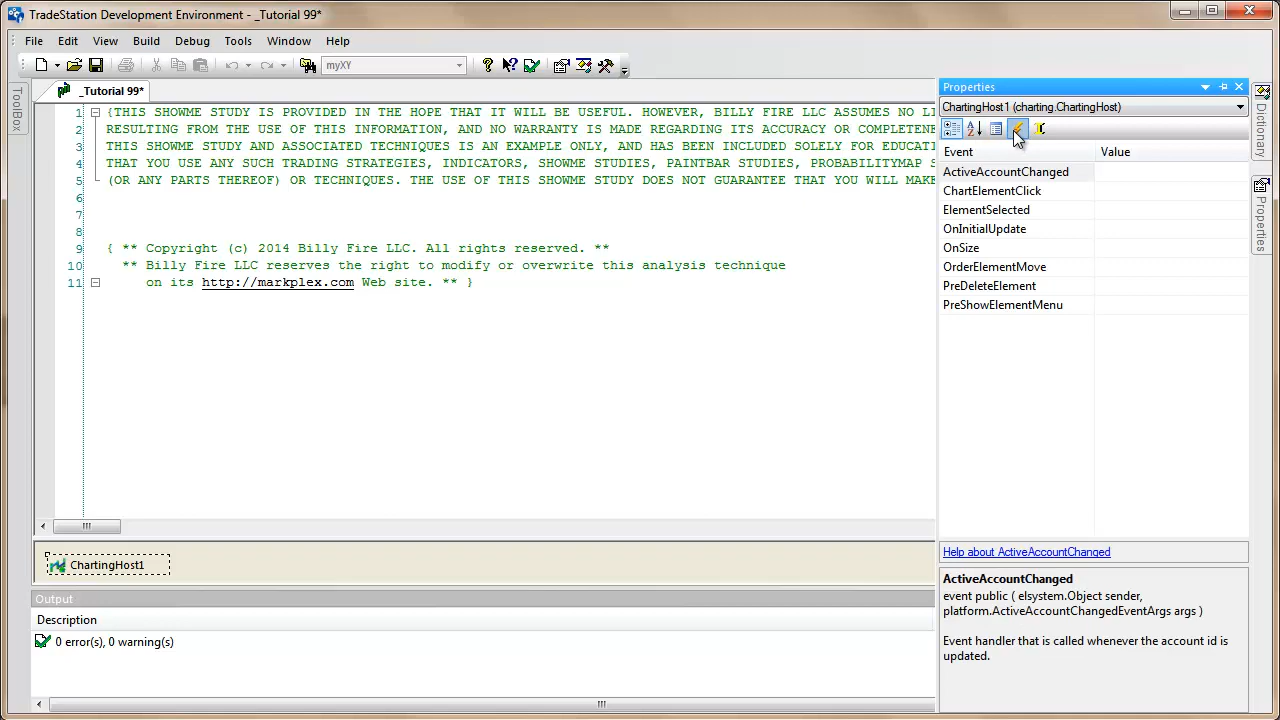 TradeStation Development Environment - _Tutorial 99*
File Edit View Build Debug Tools Window Help
myXY
ToolBox
_Tutorial 99*
1 {THIS SHOWME STUDY IS PROVIDED IN THE HOPE THAT IT WILL BE USEFUL. HOWEVER, BILLY FIRE LLC ASSUMES NO LI
2 RESULTING FROM THE USE OF THIS INFORMATION, AND NO WARRANTY IS MADE REGARDING ITS ACCURACY OR COMPLETENE
3 THIS SHOWME STUDY AND ASSOCIATED TECHNIQUES IS AN EXAMPLE ONLY, AND HAS BEEN INCLUDED SOLELY FOR EDUCATI
4 THAT YOU USE ANY SUCH TRADING STRATEGIES, INDICATORS, SHOWME STUDIES, PAINTBAR STUDIES, PROBABILITYMAP S
5 (OR ANY PARTS THEREOF) OR TECHNIQUES. THE USE OF THIS SHOWME STUDY DOES NOT GUARANTEE THAT YOU WILL MAKE
6
7
8
9 { ** Copyright (c) 2014 Billy Fire LLC. All rights reserved. **
10 ** Billy Fire LLC reserves the right to modify or overwrite this analysis technique
11 on its http://markplex.com Web site. ** }
ChartingHost1
Output
Description
0 error(s), 0 warning(s)
Properties
ChartingHost1 (charting.ChartingHost)
Event Value
ActiveAccountChanged
ChartElementClick
ElementSelected
OnInitialUpdate
OnSize
OrderElementMove
PreDeleteElement
PreShowElementMenu
Help about ActiveAccountChanged
ActiveAccountChanged
event public ( elsystem.Object sender,
platform.ActiveAccountChangedEventArgs args )
Event handler that is called whenever the account id is
updated.
Dictionary
Properties